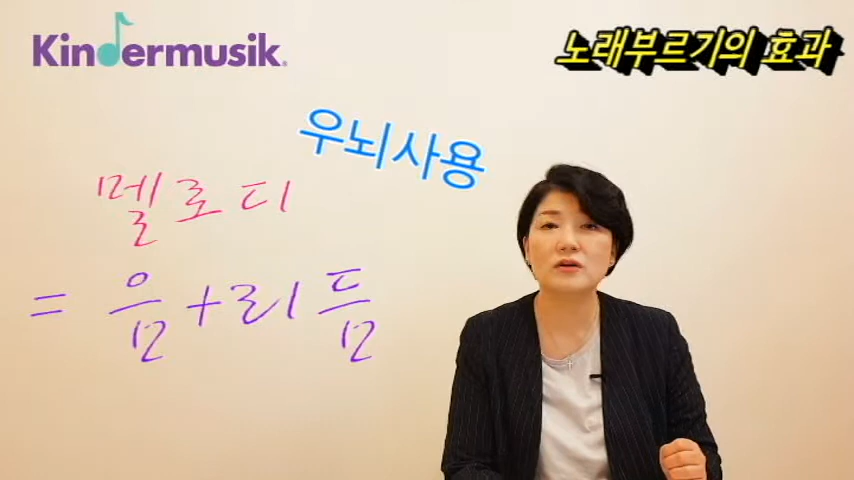 Kindermusik
노래부르기의 효과
우뇌사용
멜로디
= 음+리듬